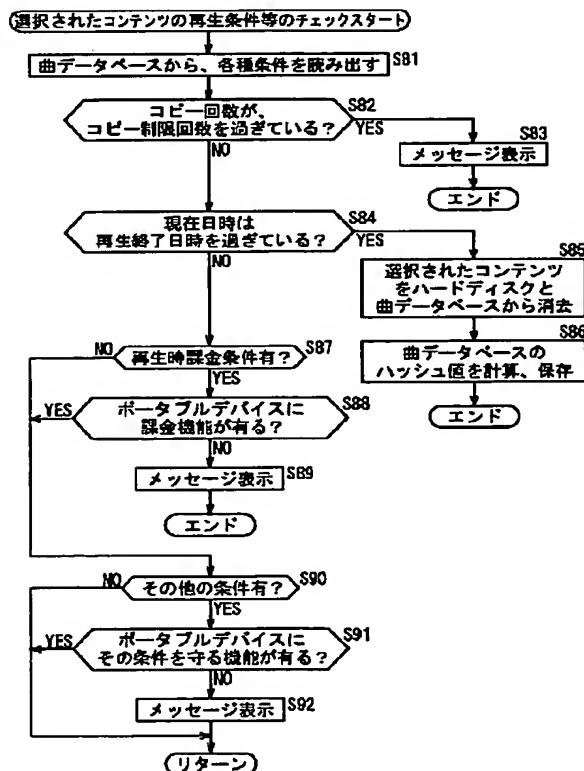 選択されたコンテンツの再生条件等のチェックスタート
曲データベースから、各種条件を読み出す
S81
コピー回数が、
コピー制限回数を過ぎている?
S82
YES
NO
S83
メッセージ表示
エンド
現在日時は
再生終了日時を過ぎている?
S84
YES
NO
S85
選択されたコンテンツ
をハードディスクと
曲データベースから消去
S86
曲データベースの
ハッシュ値を計算、保存
エンド
NO
再生時課金条件有?
S87
YES
YES
ポータブルデバイスに
課金機能が有る?
S88
NO
メッセージ表示
S89
エンド
NO
その他の条件有?
S90
YES
YES
ポータブルデバイスに
その条件を守る機能が有る?
S91
NO
メッセージ表示
S92
リターン